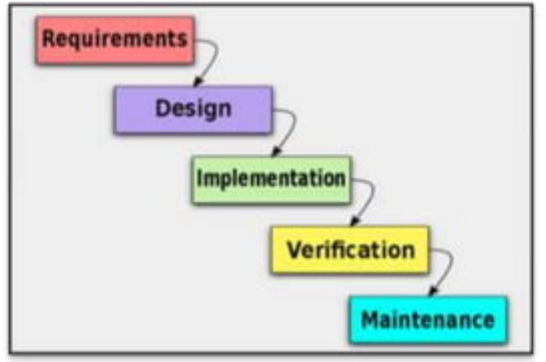 Requirements
Design
Implementation
Verification
Maintenance